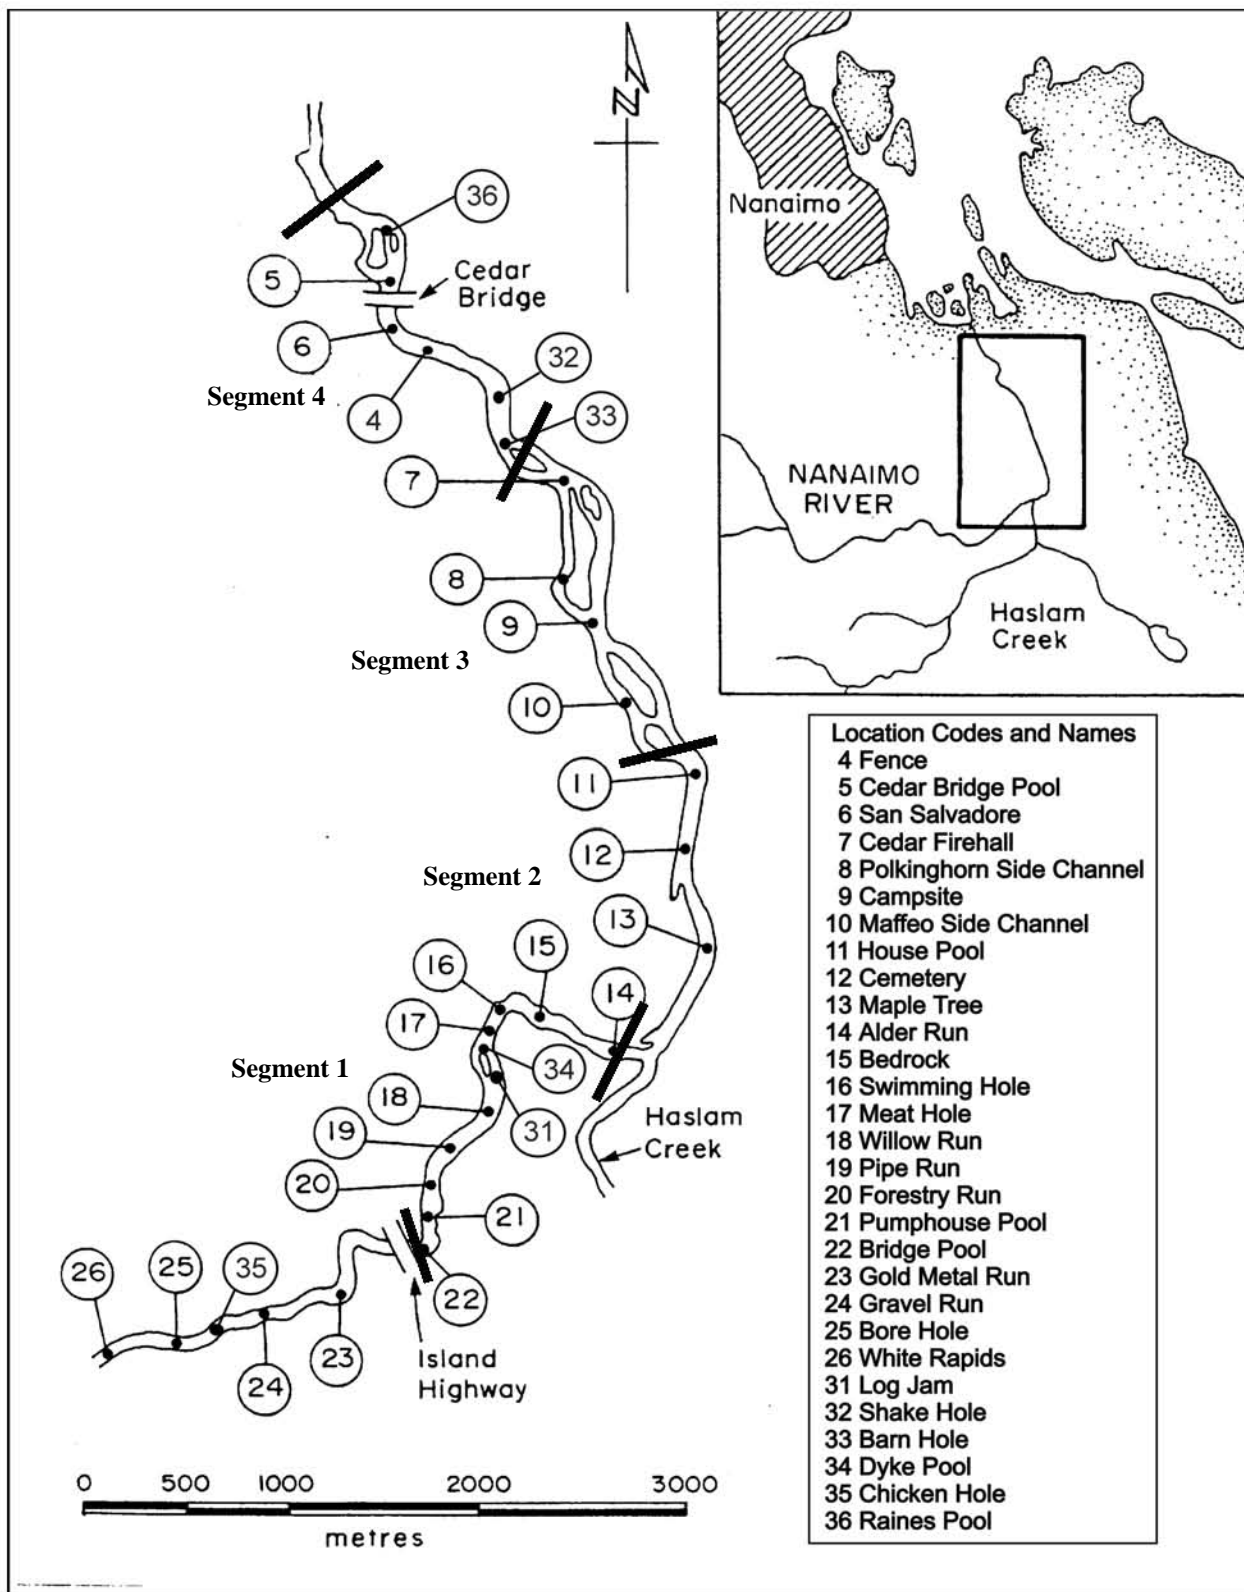 N
36
Nanaimo
5
Cedar
Bridge
6
32
Segment 4
4
33
7
NANAIMO
RIVER
8
9
Haslam
Creek
Segment 3
10
11
12
Segment 2
13
15
16
14
17
Segment 1
34
18
31
Haslam
Creek
19
20
21
26
25
35
22
23
24
Island
Highway
0 500 1000 2000 3000
metres
Location Codes and Names
4 Fence
5 Cedar Bridge Pool
6 San Salvadore
7 Cedar Firehall
8 Polkinghorn Side Channel
9 Campsite
10 Maffeo Side Channel
11 House Pool
12 Cemetery
13 Maple Tree
14 Alder Run
15 Bedrock
16 Swimming Hole
17 Meat Hole
18 Willow Run
19 Pipe Run
20 Forestry Run
21 Pumphouse Pool
22 Bridge Pool
23 Gold Metal Run
24 Gravel Run
25 Bore Hole
26 White Rapids
31 Log Jam
32 Shake Hole
33 Barn Hole
34 Dyke Pool
35 Chicken Hole
36 Raines Pool